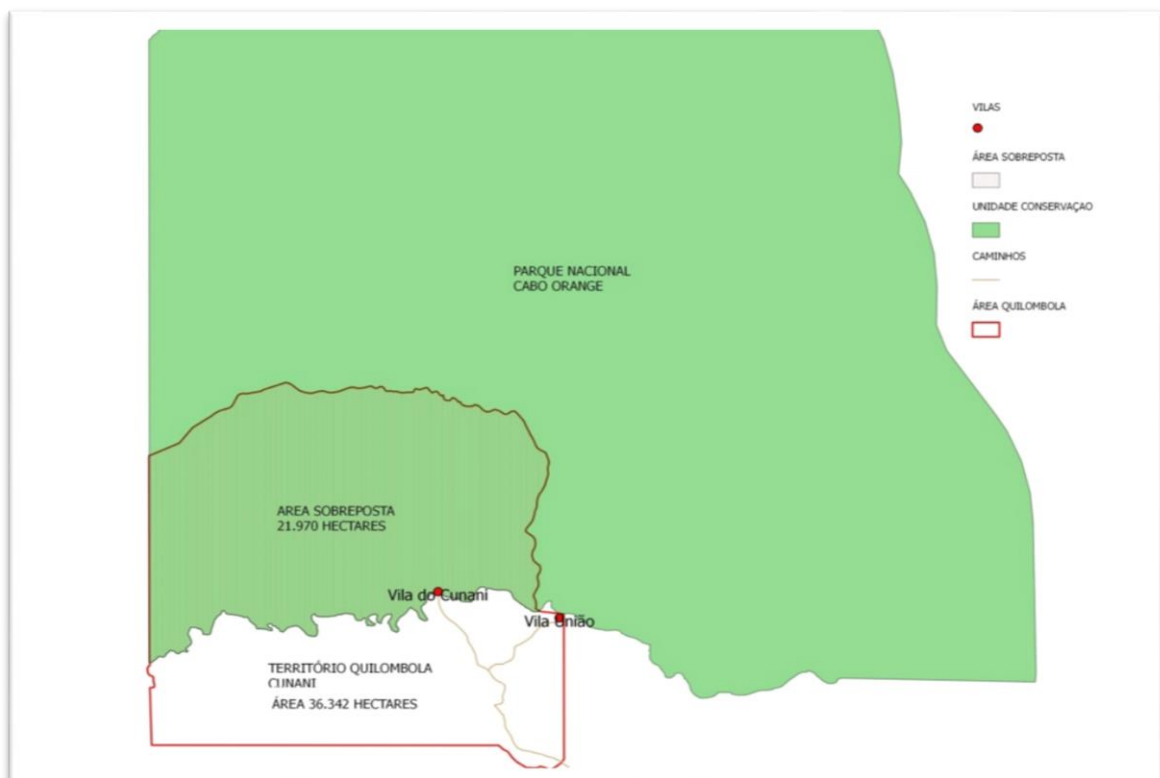 VILAS
ÁREA SOBREPOSTA
UNIDADE CONSERVAÇAO
CAMINHOS
ÁREA QUILOMBOLA
PARQUE NACIONAL
CABO ORANGE
AREA SOBREPOSTA
21.970 HECTARES
Vila do Cunani
Vila União
TERRITÓRIO QUILOMBOLA
CUNANI
ÁREA 36.342 HECTARES